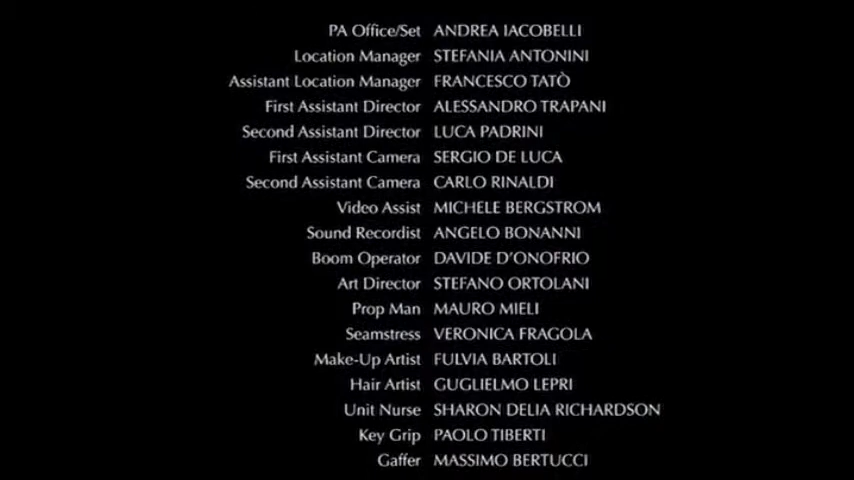 PA Office/Set ANDREA IACOBELLI
Location Manager STEFANIA ANTONINI
Assistant Location Manager FRANCESCO TATÒ
First Assistant Director ALESSANDRO TRAPANI
Second Assistant Director LUCA PADRINI
First Assistant Camera SERGIO DE LUCA
Second Assistant Camera CARLO RINALDI
Video Assist MICHELE BERGSTROM
Sound Recordist ANGELO BONANNI
Boom Operator DAVIDE D'ONOFRIO
Art Director STEFANO ORTOLANI
Prop Man MAURO MIELI
Seamstress VERONICA FRAGOLA
Make-Up Artist FULVIA BARTOLI
Hair Artist GUGLIELMO LEPRI
Unit Nurse SHARON DELIA RICHARDSON
Key Grip PAOLO TIBERTI
Gaffer MASSIMO BERTUCCI